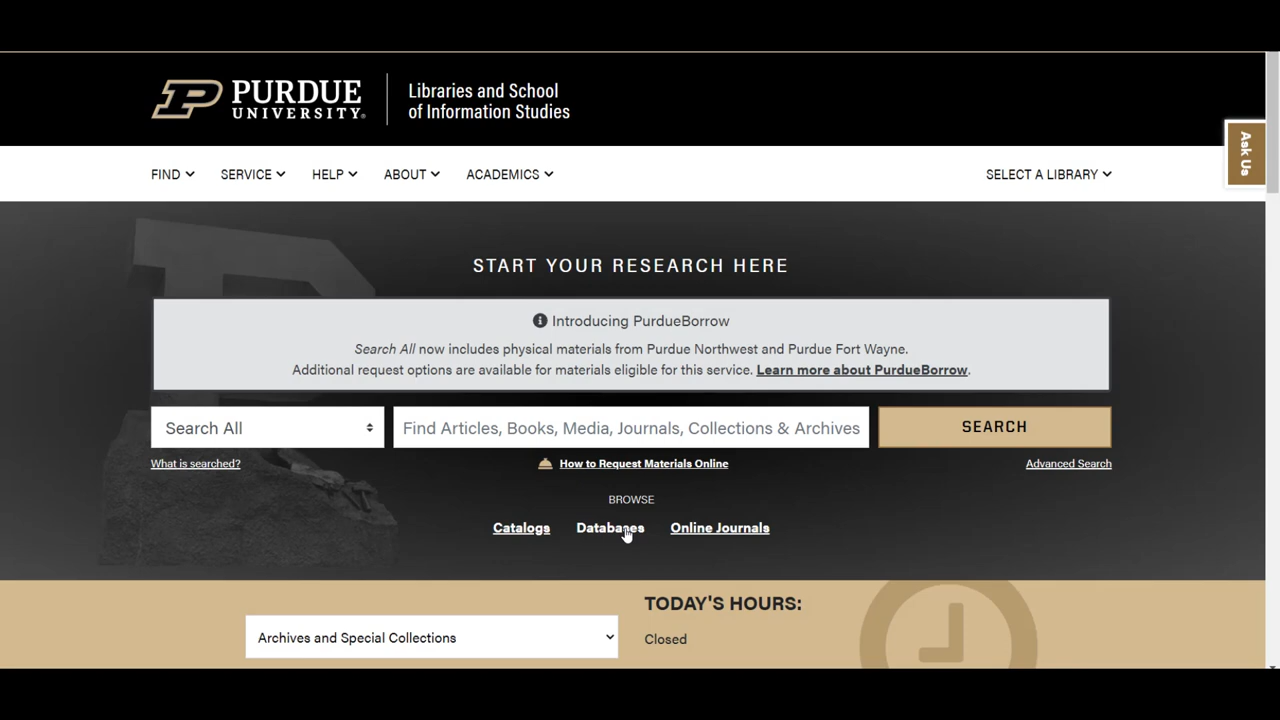 PURDUE UNIVERSITY®
Libraries and School
of Information Studies
Ask Us
FIND SERVICE HELP ABOUT ACADEMICS SELECT A LIBRARY
START YOUR RESEARCH HERE
Introducing PurdueBorrow
Search All now includes physical materials from Purdue Northwest and Purdue Fort Wayne.
Additional request options are available for materials eligible for this service. Learn more about PurdueBorrow.
Search All Find Articles, Books, Media, Journals, Collections & Archives SEARCH
What is searched? How to Request Materials Online Advanced Search
BROWSE
Catalogs Databases Online Journals
TODAY'S HOURS:
Archives and Special Collections Closed